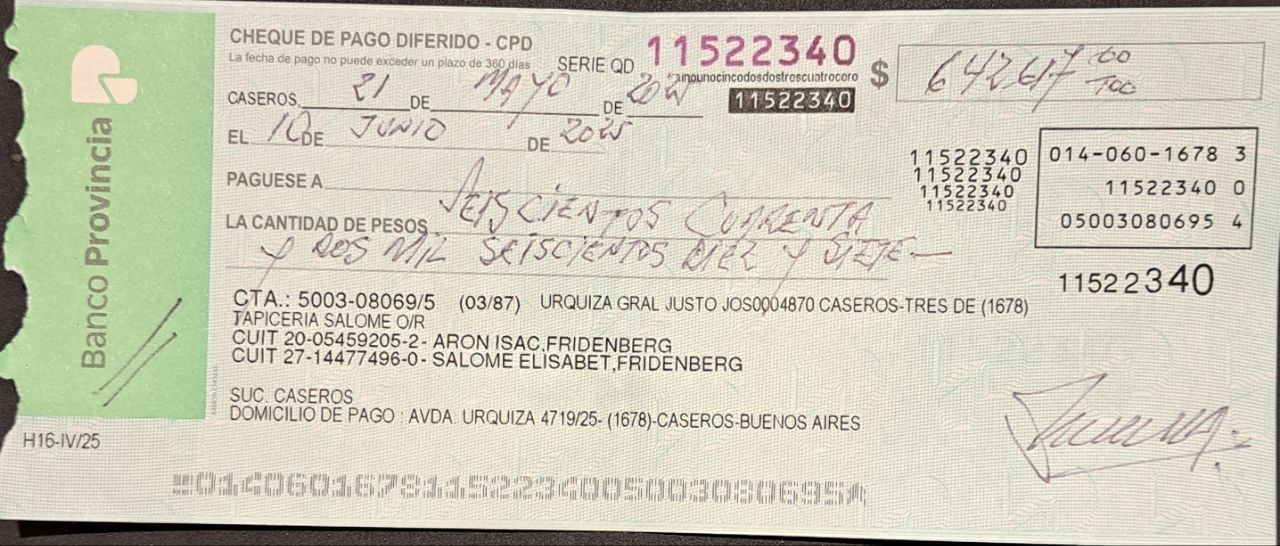 Banco Provincia
CHEQUE DE PAGO DIFERIDO - CPD
La fecha de pago no puede exceder un plazo de 360 días
SERIE QD 11522340
unounocincodosdostrescuatrocero
11522340
$ 642617 00/100
CASEROS, 21 DE MAYO DE 2025
EL 10 DE JUNIO DE 2025
PAGUESE A
LA CANTIDAD DE PESOS SEISCIENTOS CUARENTA
Y DOS MIL SEISCIENTOS DIEZ Y SIETE —
11522340
11522340
11522340
11522340
014-060-1678 3
11522340 0
05003080695 4
11522340
CTA.: 5003-08069/5 (03/87) URQUIZA GRAL JUSTO JOS0004870 CASEROS-TRES DE (1678)
TAPICERIA SALOME O/R
CUIT 20-05459205-2- ARON ISAC,FRIDENBERG
CUIT 27-14477496-0- SALOME ELISABET,FRIDENBERG
SUC. CASEROS
DOMICILIO DE PAGO : AVDA. URQUIZA 4719/25- (1678)-CASEROS-BUENOS AIRES
H16-IV/25
01406016781152234005003080695